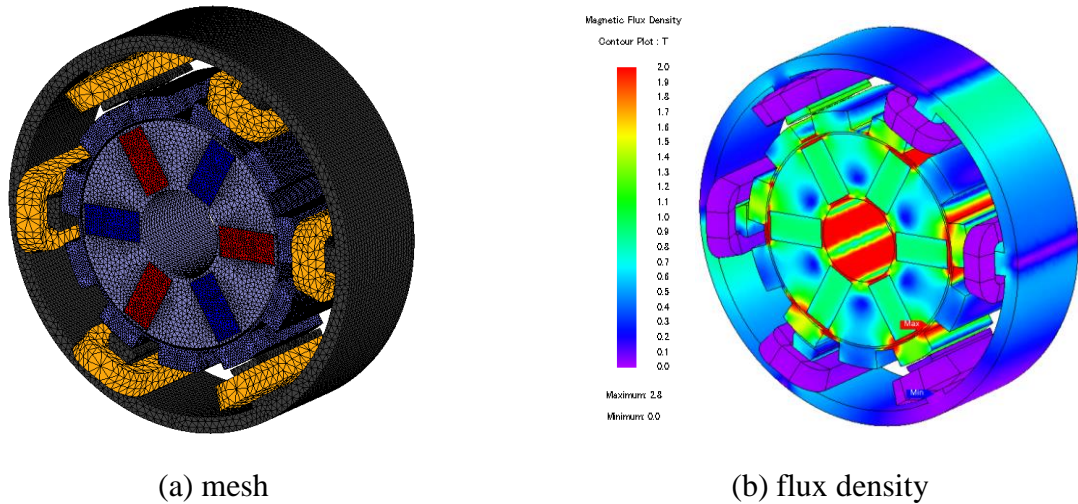 Magnetic Flux Density
Contour Plot : T
2.0
1.9
1.8
1.7
1.6
1.5
1.4
1.3
1.2
1.1
1.0
0.9
0.8
0.7
0.6
0.5
0.4
0.3
0.2
0.1
0.0
Maximum: 2.8
Minimum: 0.0
Max
Min
(a) mesh
(b) flux density